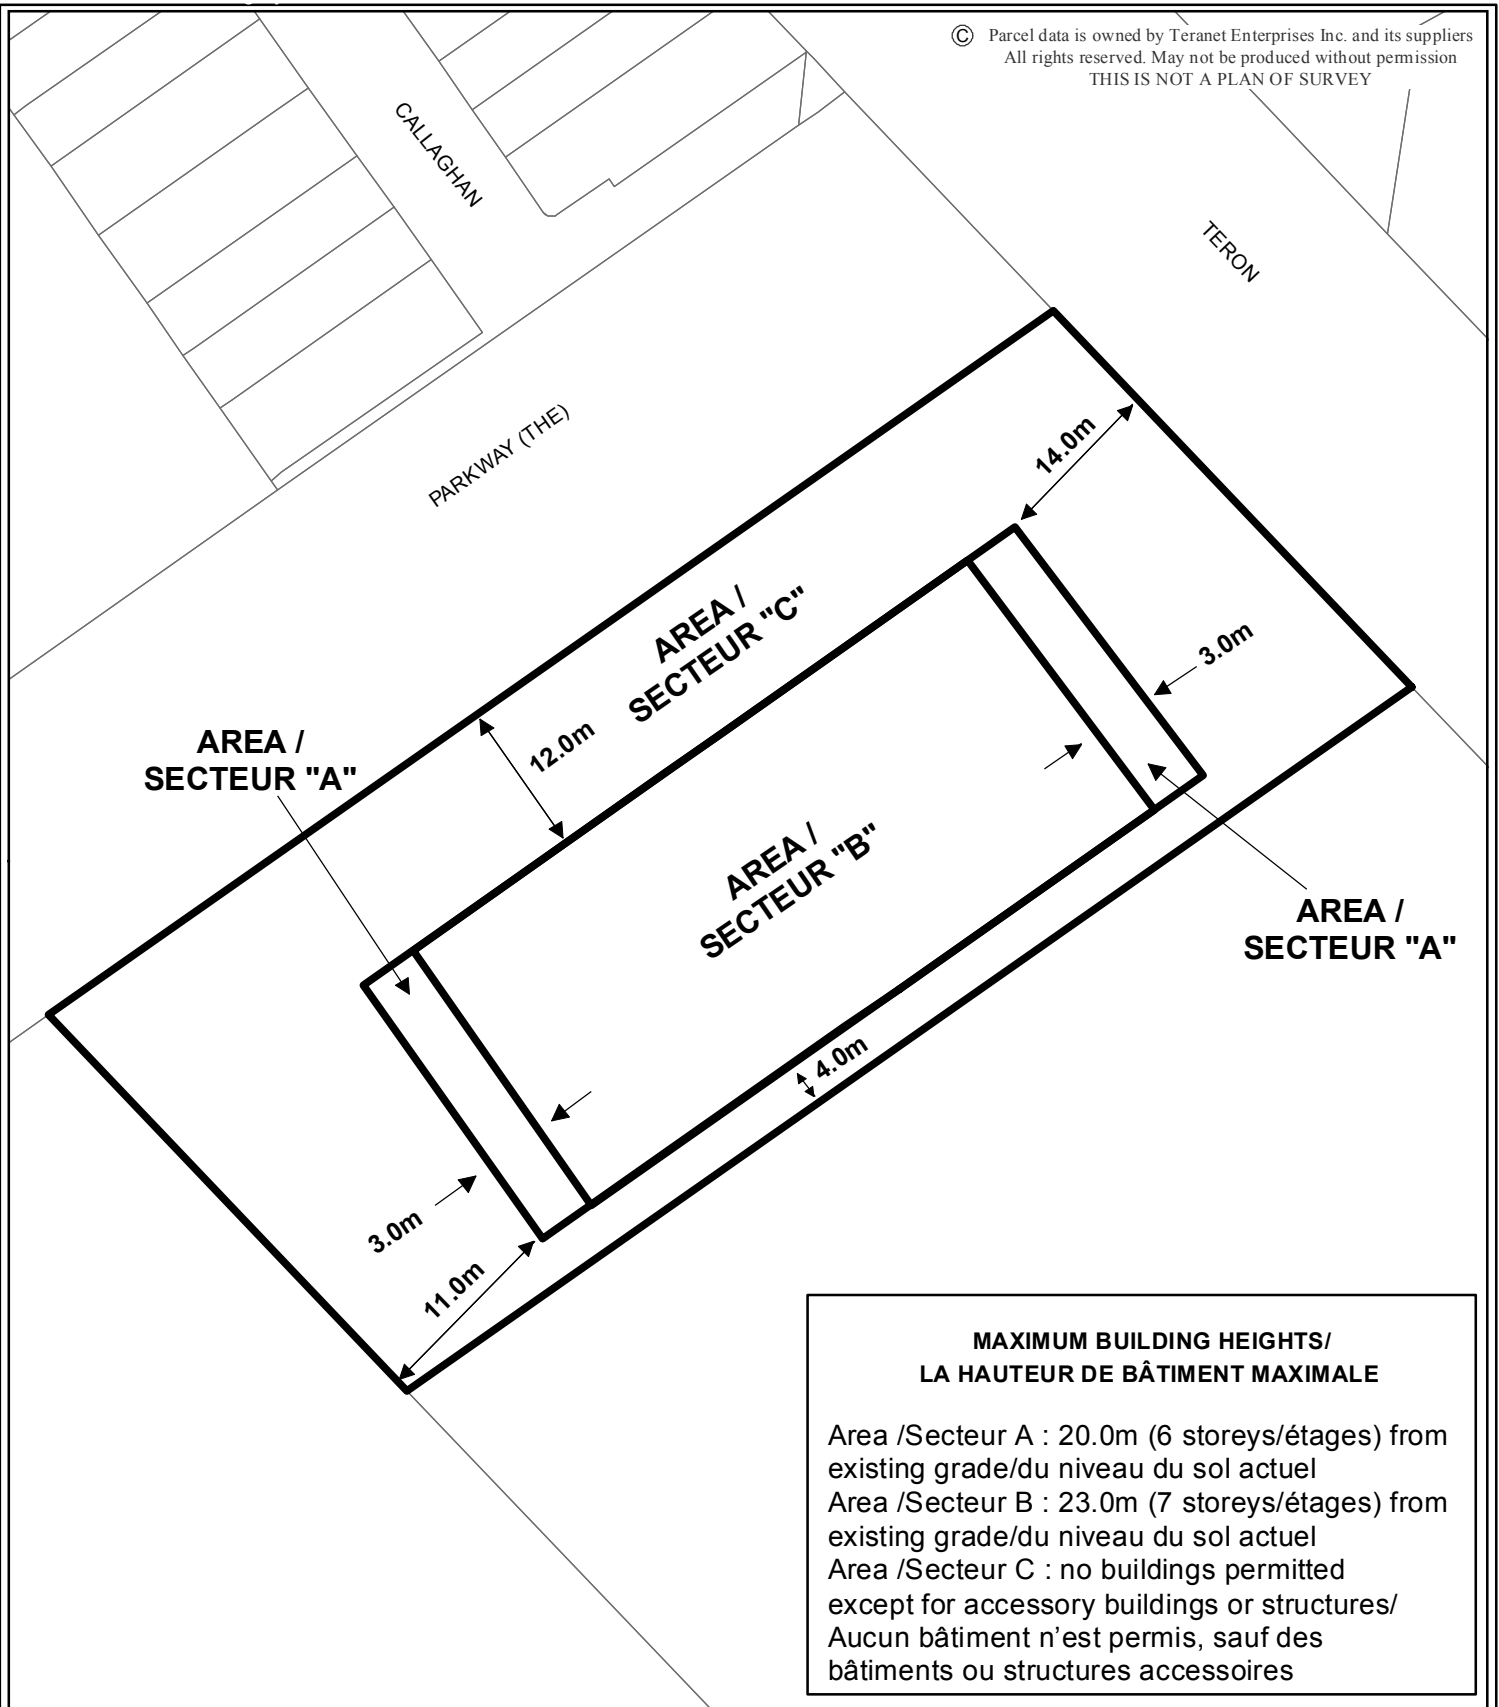 © Parcel data is owned by Teranet Enterprises Inc. and its suppliers
All rights reserved. May not be produced without permission
THIS IS NOT A PLAN OF SURVEY
CALLAGHAN
TERON
PARKWAY (THE)
14.0m
AREA /
SECTEUR "C"
3.0m
12.0m
AREA /
SECTEUR "A"
AREA /
SECTEUR "B"
AREA /
SECTEUR "A"
4.0m
3.0m
11.0m
MAXIMUM BUILDING HEIGHTS/
LA HAUTEUR DE BÂTIMENT MAXIMALE
Area /Secteur A : 20.0m (6 storeys/étages) from
existing grade/du niveau du sol actuel
Area /Secteur B : 23.0m (7 storeys/étages) from
existing grade/du niveau du sol actuel
Area /Secteur C : no buildings permitted
except for accessory buildings or structures/
Aucun bâtiment n’est permis, sauf des
bâtiments ou structures accessoires